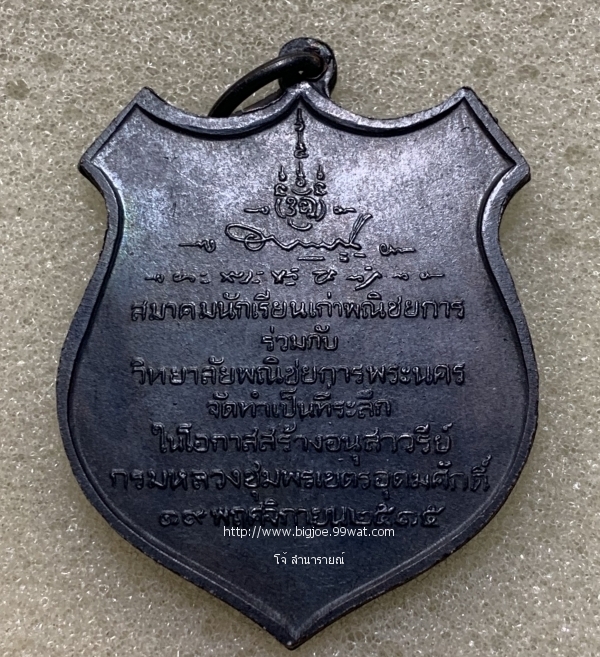 สมาคมนักเรียนเก่าพณิชยการ
ร่วมกับ
วิทยาลัยพณิชยการพระนคร
จัดทำเป็นที่ระลึก
ในโอกาสสร้างอนุสาวรีย์
กรมหลวงชุมพรเขตรอุดมศักดิ์
๑๙ พฤศจิกายน ๒๕๑๕
http://www.bigjoe.99wat.com
โจ้ ลำนารายณ์